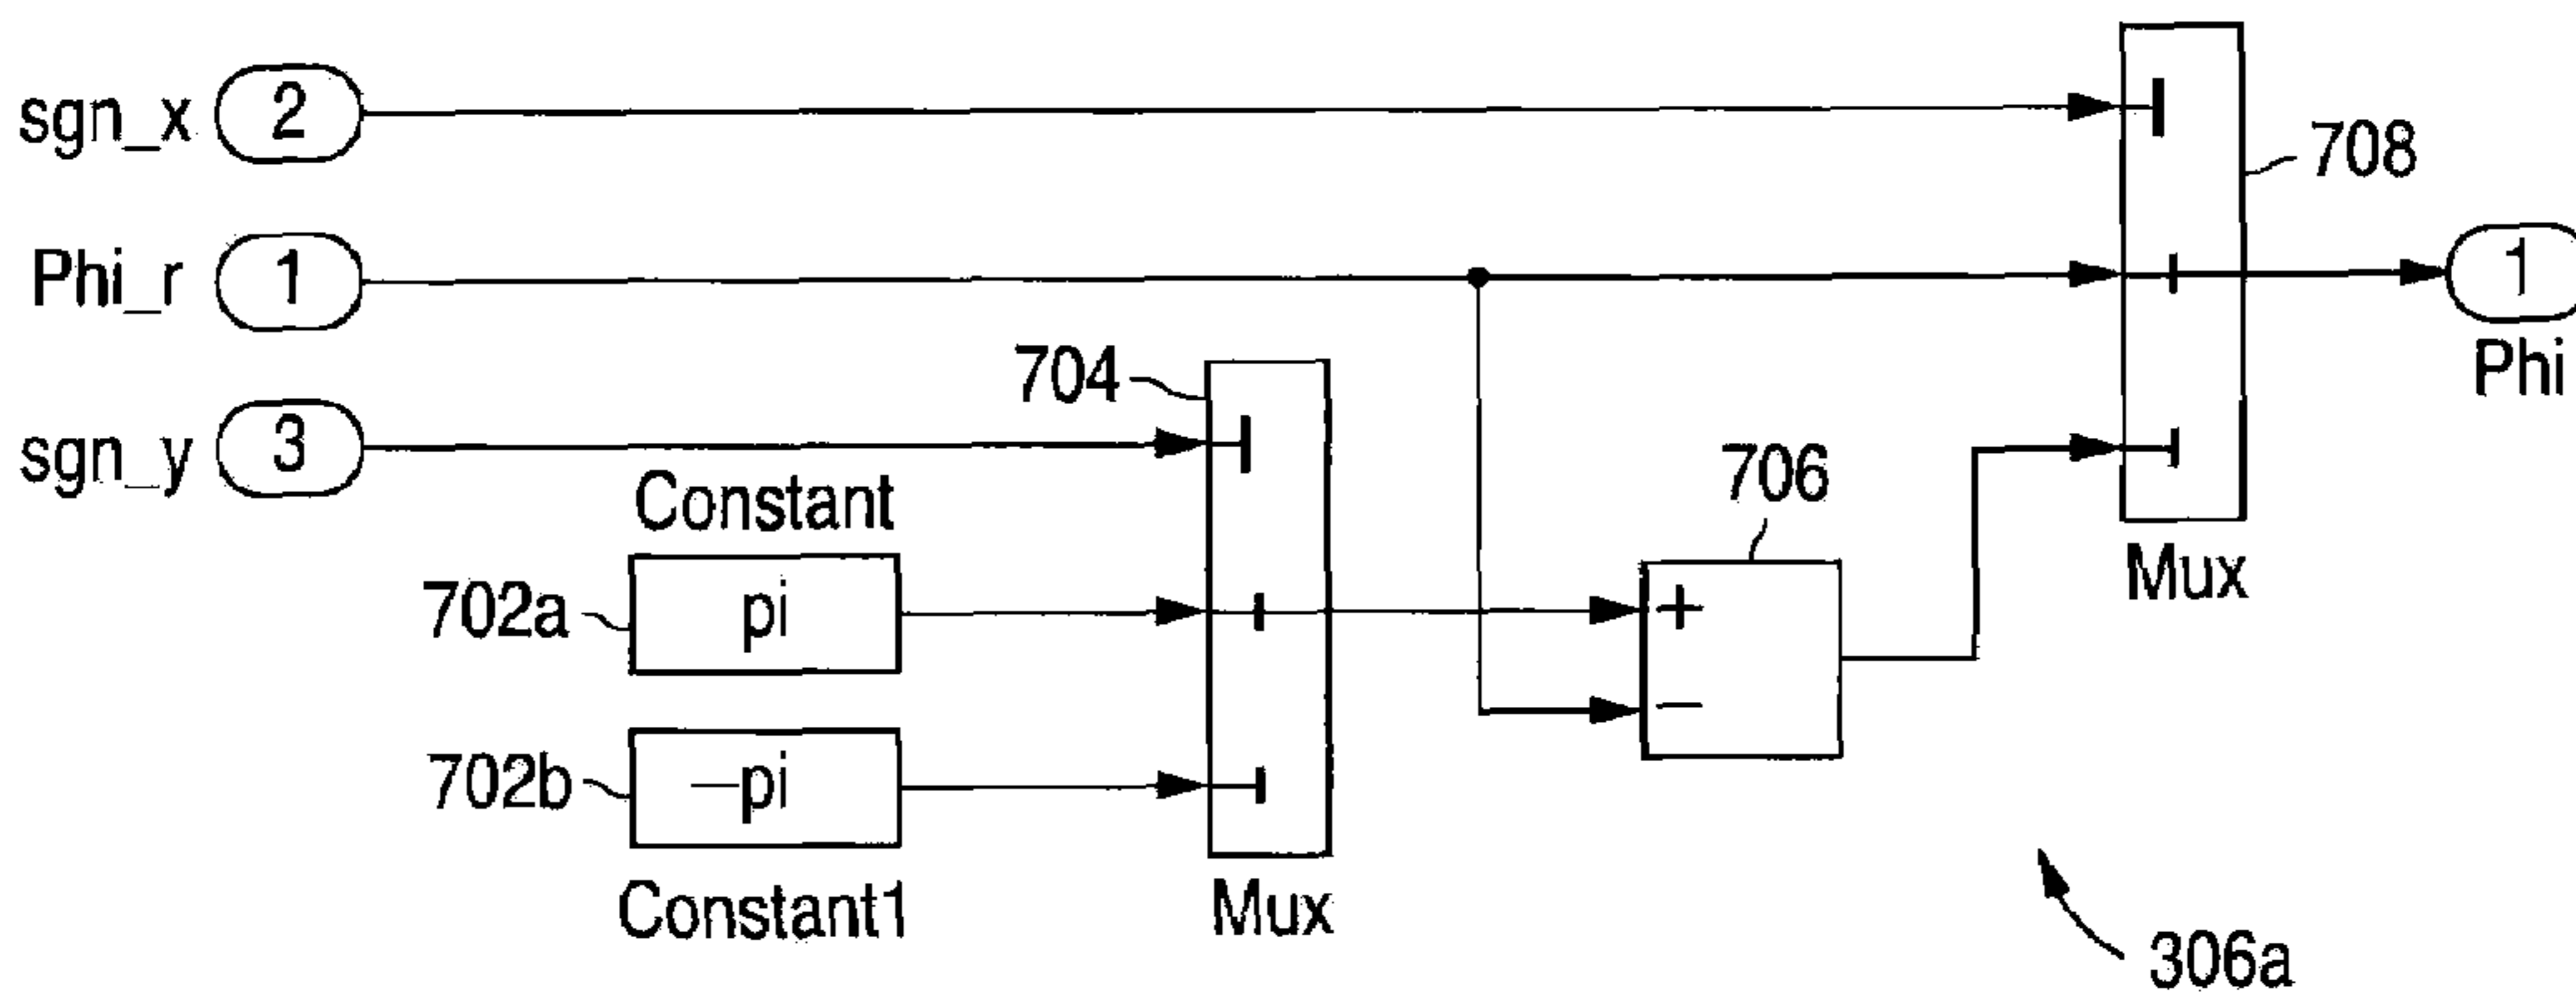 sgn_x 2
708
Phi_r 1
1
Phi
704
sgn_y 3
Constant
706
Mux
702a pi
+
−
702b −pi
Constant1
Mux
306a